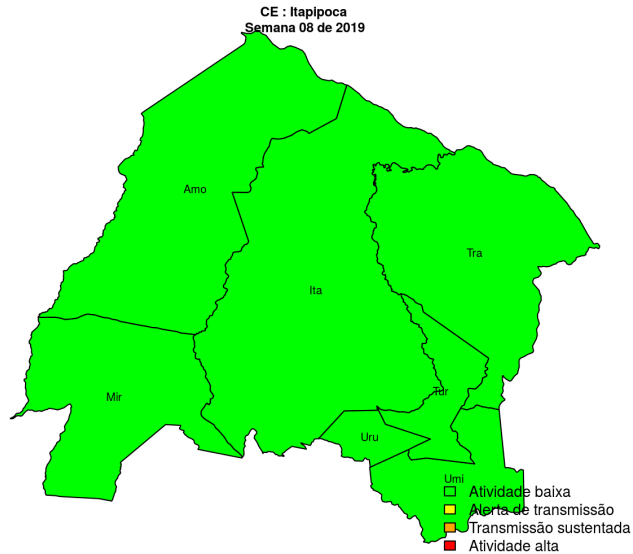 CE : Itapipoca
Semana 08 de 2019
Amo
Tra
Ita
Tur
Mir
Uru
Umi
Atividade baixa
Alerta de transmissão
Transmissão sustentada
Atividade alta